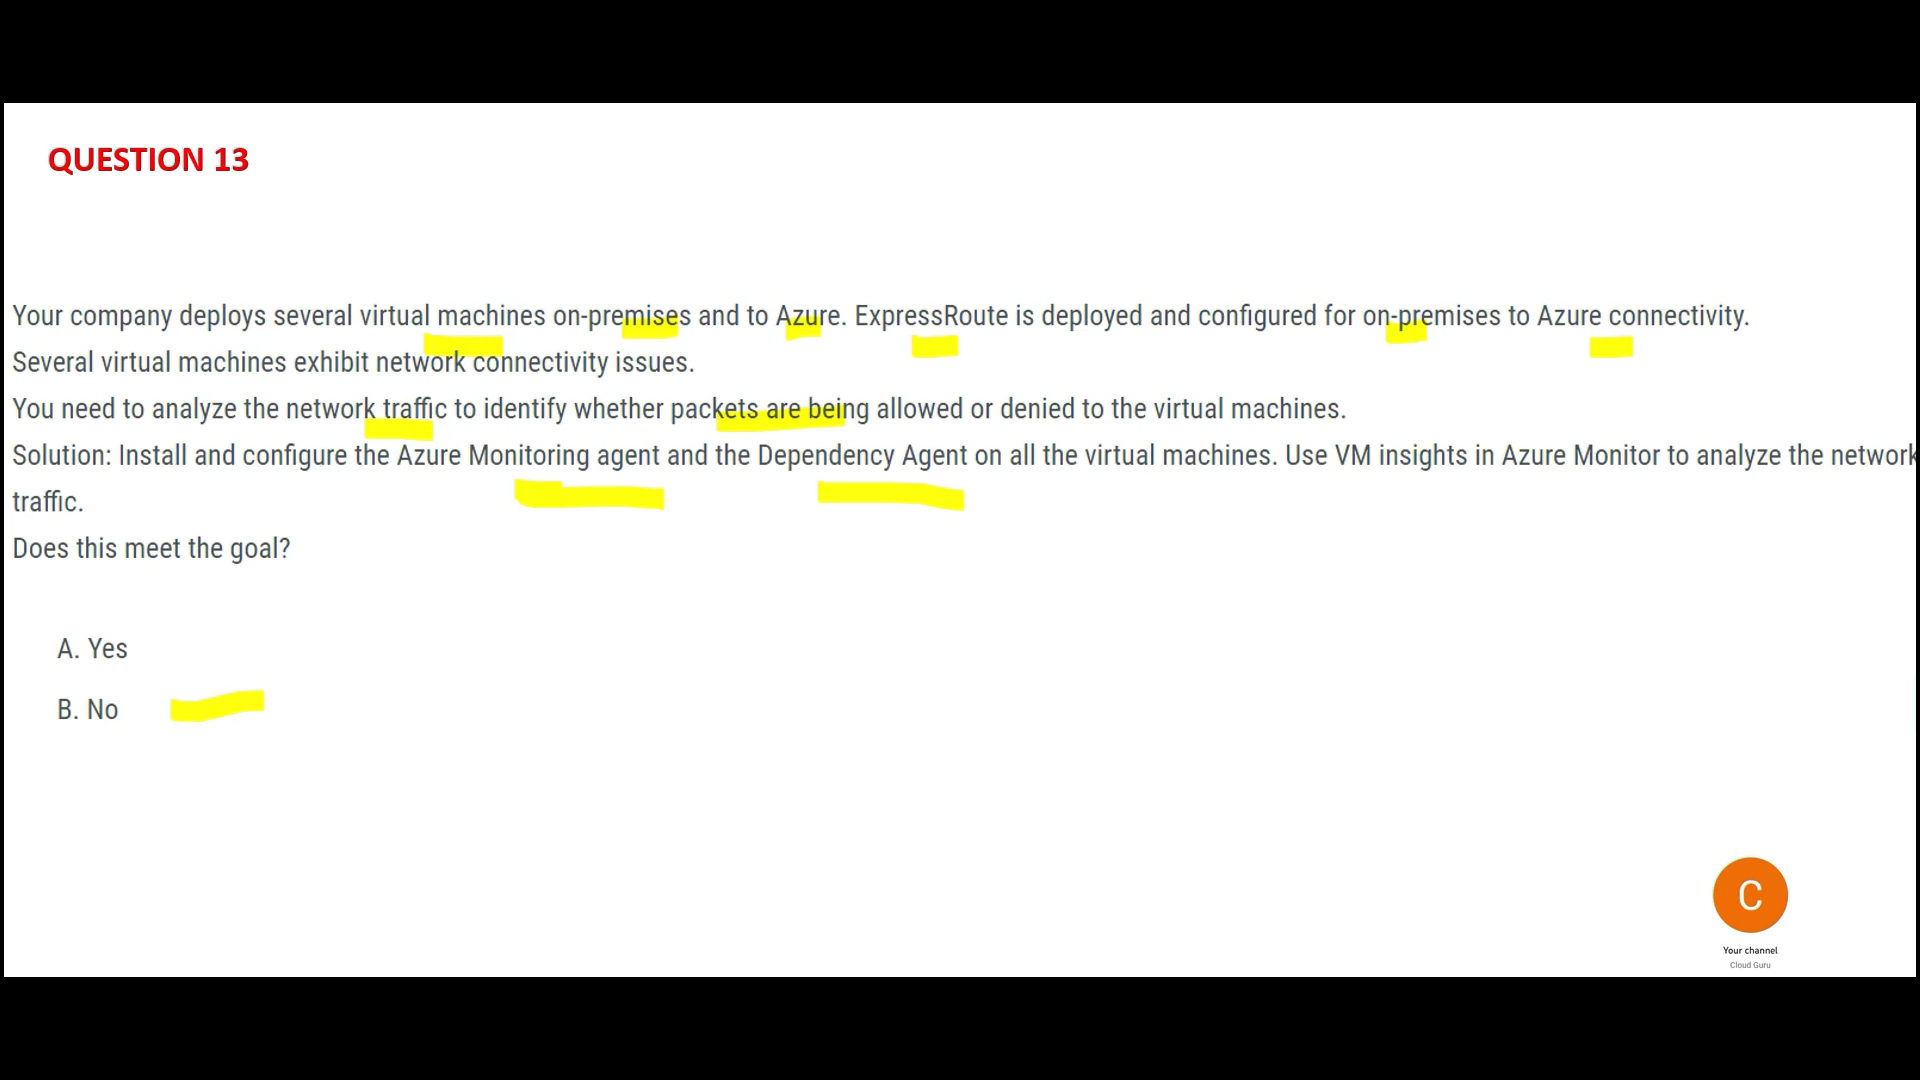 QUESTION 13
Your company deploys several virtual machines on-premises and to Azure. ExpressRoute is deployed and configured for on-premises to Azure connectivity.
Several virtual machines exhibit network connectivity issues.
You need to analyze the network traffic to identify whether packets are being allowed or denied to the virtual machines.
Solution: Install and configure the Azure Monitoring agent and the Dependency Agent on all the virtual machines. Use VM insights in Azure Monitor to analyze the network
traffic.
Does this meet the goal?
A. Yes
B. No
C
Your channel
Cloud Guru